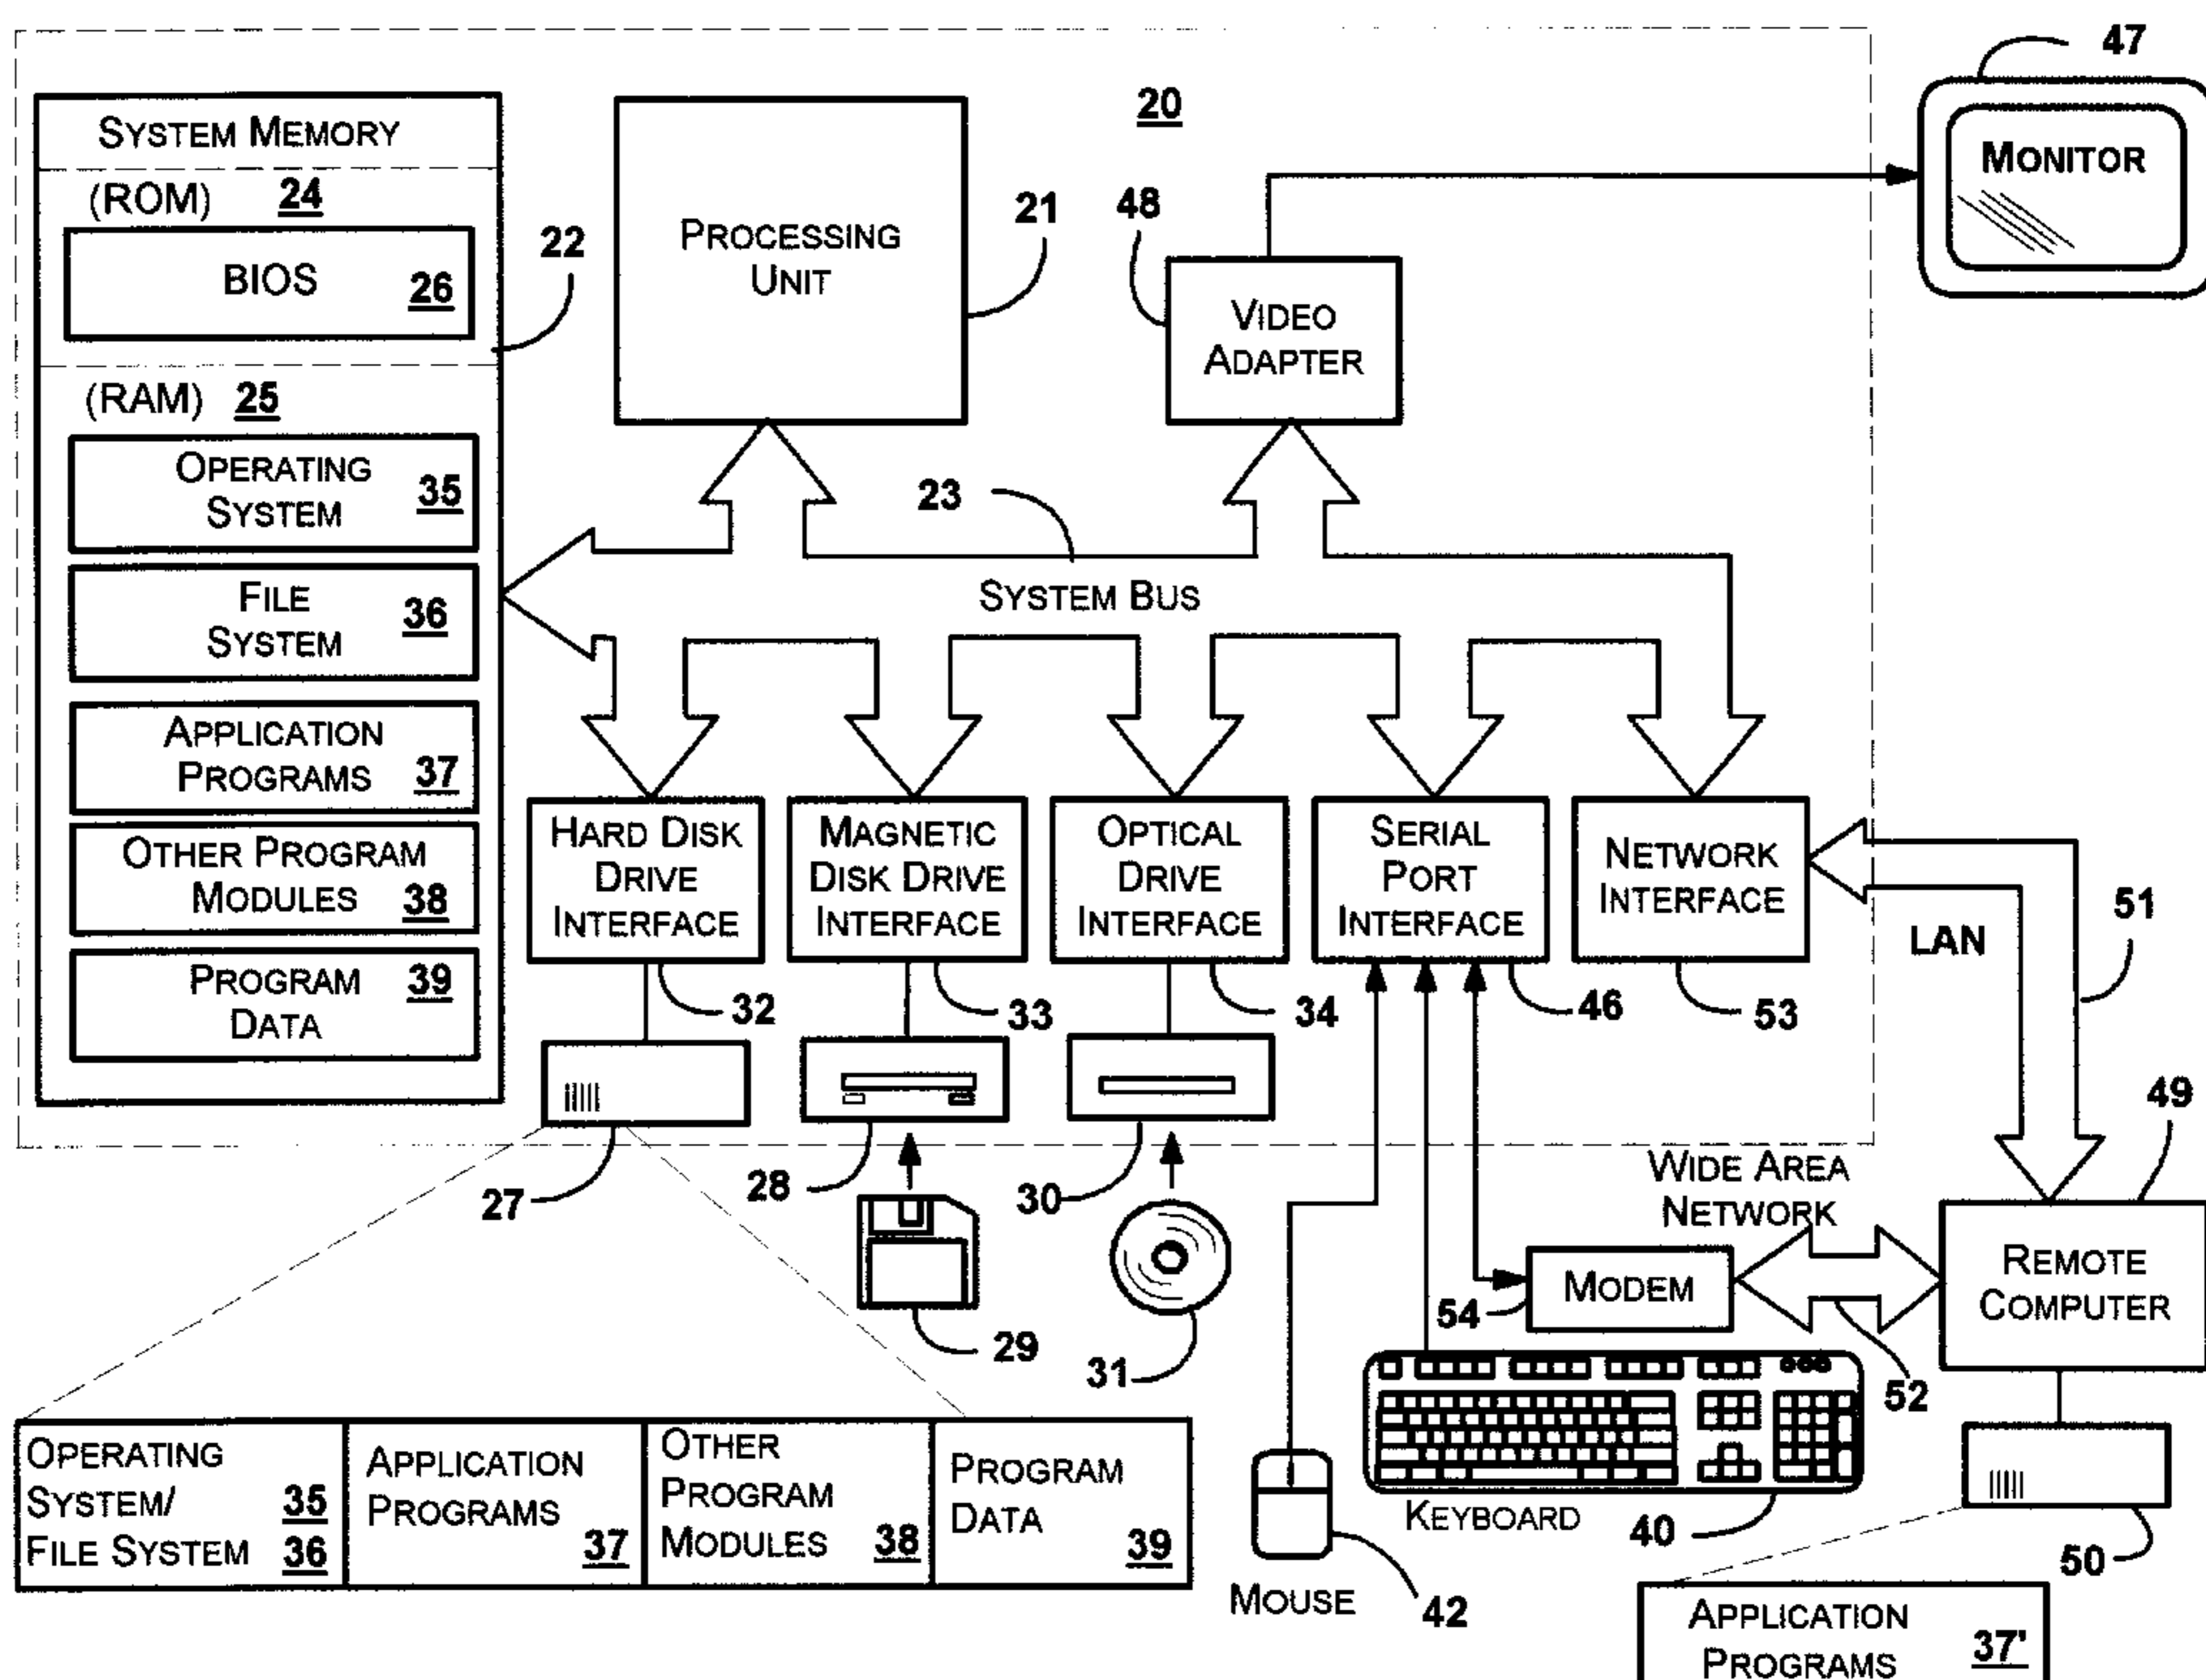 47
20
MONITOR
SYSTEM MEMORY
(ROM) 24
BIOS 26
22
PROCESSING
UNIT
21
48
VIDEO
ADAPTER
(RAM) 25
OPERATING
SYSTEM 35
FILE
SYSTEM 36
APPLICATION
PROGRAMS 37
OTHER PROGRAM
MODULES 38
PROGRAM
DATA 39
23
SYSTEM BUS
HARD DISK
DRIVE
INTERFACE
32
MAGNETIC
DISK DRIVE
INTERFACE
33
OPTICAL
DRIVE
INTERFACE
34
SERIAL
PORT
INTERFACE
46
NETWORK
INTERFACE
53
LAN
51
27
28
29
30
31
WIDE AREA
NETWORK
49
MODEM
54
52
REMOTE
COMPUTER
50
KEYBOARD
40
MOUSE
42
OPERATING
SYSTEM/ 35
FILE SYSTEM 36
APPLICATION
PROGRAMS
37
OTHER
PROGRAM
MODULES 38
PROGRAM
DATA
39
APPLICATION
PROGRAMS 37'